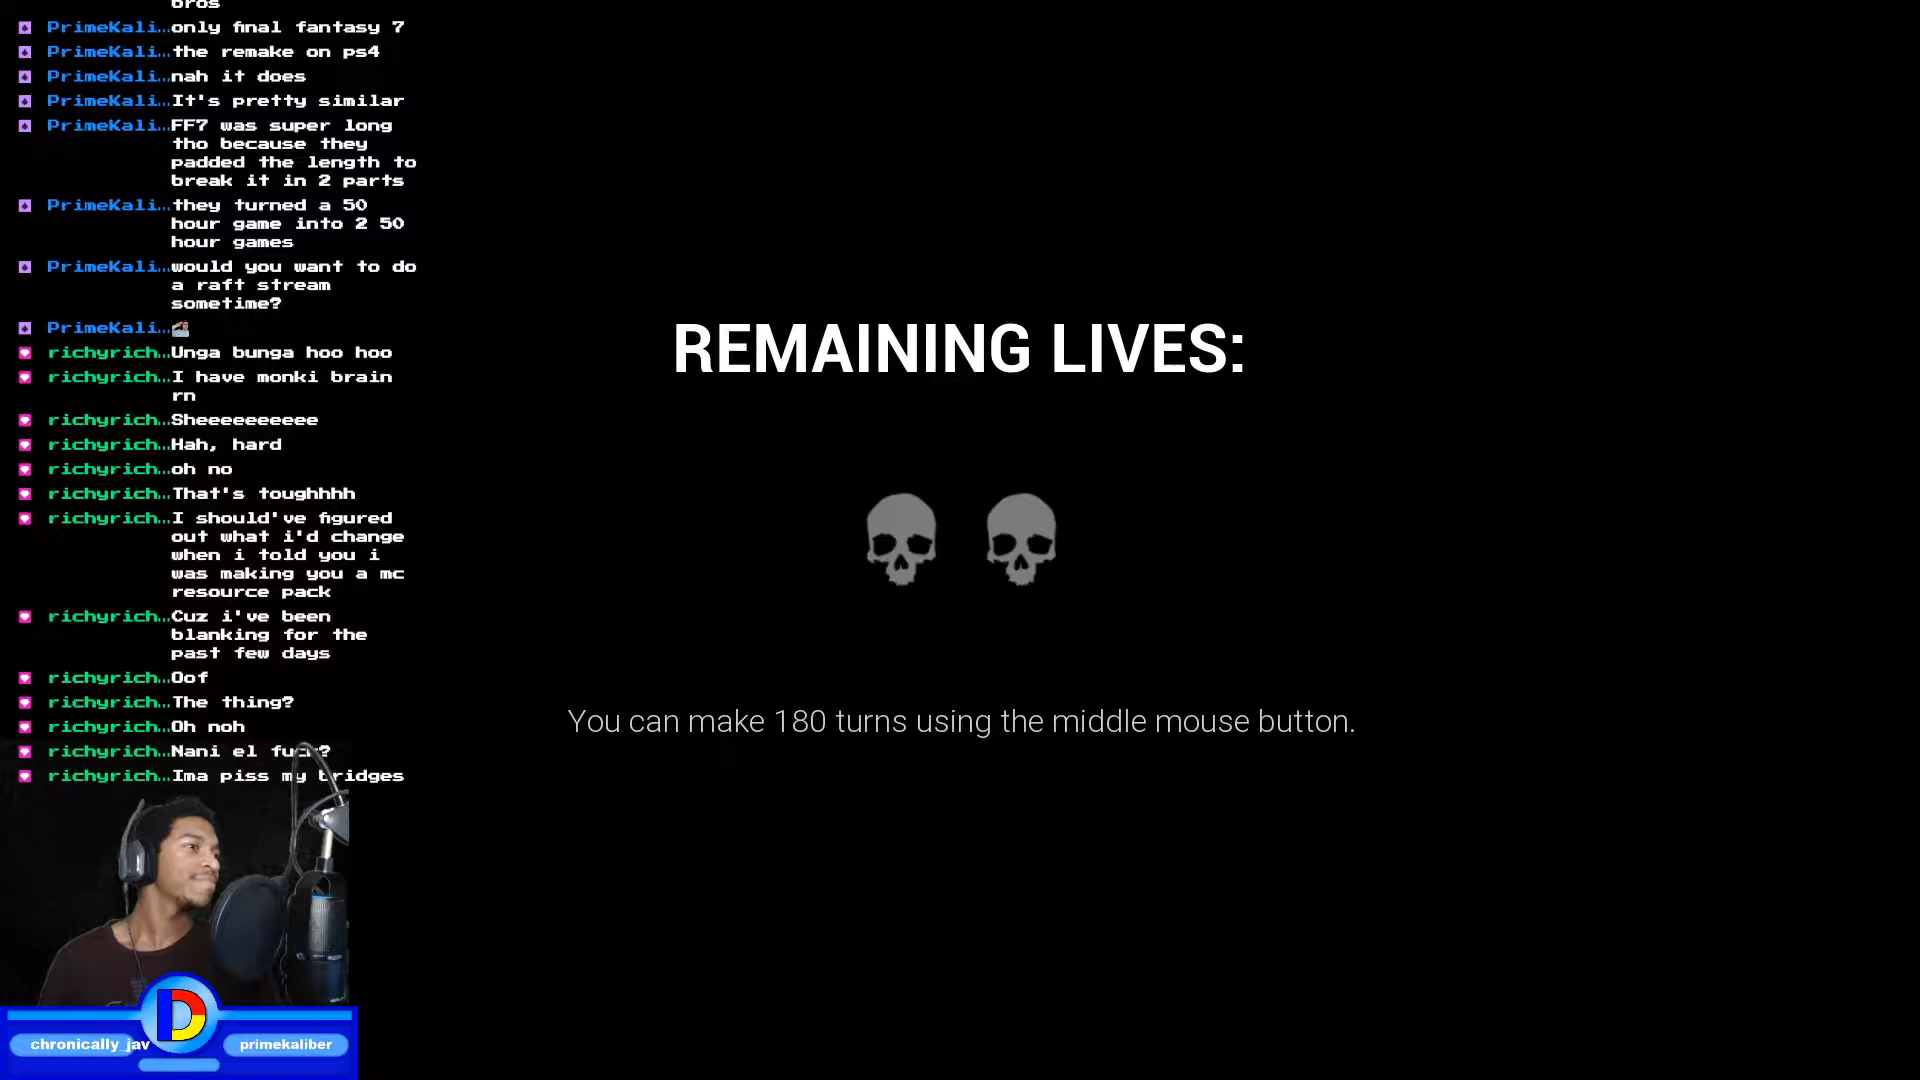 bros
PrimeKali...only final fantasy 7
PrimeKali...the remake on ps4
PrimeKali...nah it does
PrimeKali...It's pretty similar
PrimeKali...FF7 was super long
tho because they
padded the length to
break it in 2 parts
PrimeKali...they turned a 50
hour game into 2 50
hour games
PrimeKali...would you want to do
a raft stream
sometime?
PrimeKali...
richyrich...Unga bunga hoo hoo
richyrich...I have monki brain
rn
richyrich...Sheeeeeeeeee
richyrich...Hah, hard
richyrich...oh no
richyrich...That's toughhhh
richyrich...I should've figured
out what i'd change
when i told you i
was making you a mc
resource pack
richyrich...Cuz i've been
blanking for the
past few days
richyrich...Oof
richyrich...The thing?
richyrich...Oh noh
richyrich...Nani el fuck?
richyrich...Ima piss my bridges
REMAINING LIVES:
You can make 180 turns using the middle mouse button.
D
chronically_jav
primekaliber